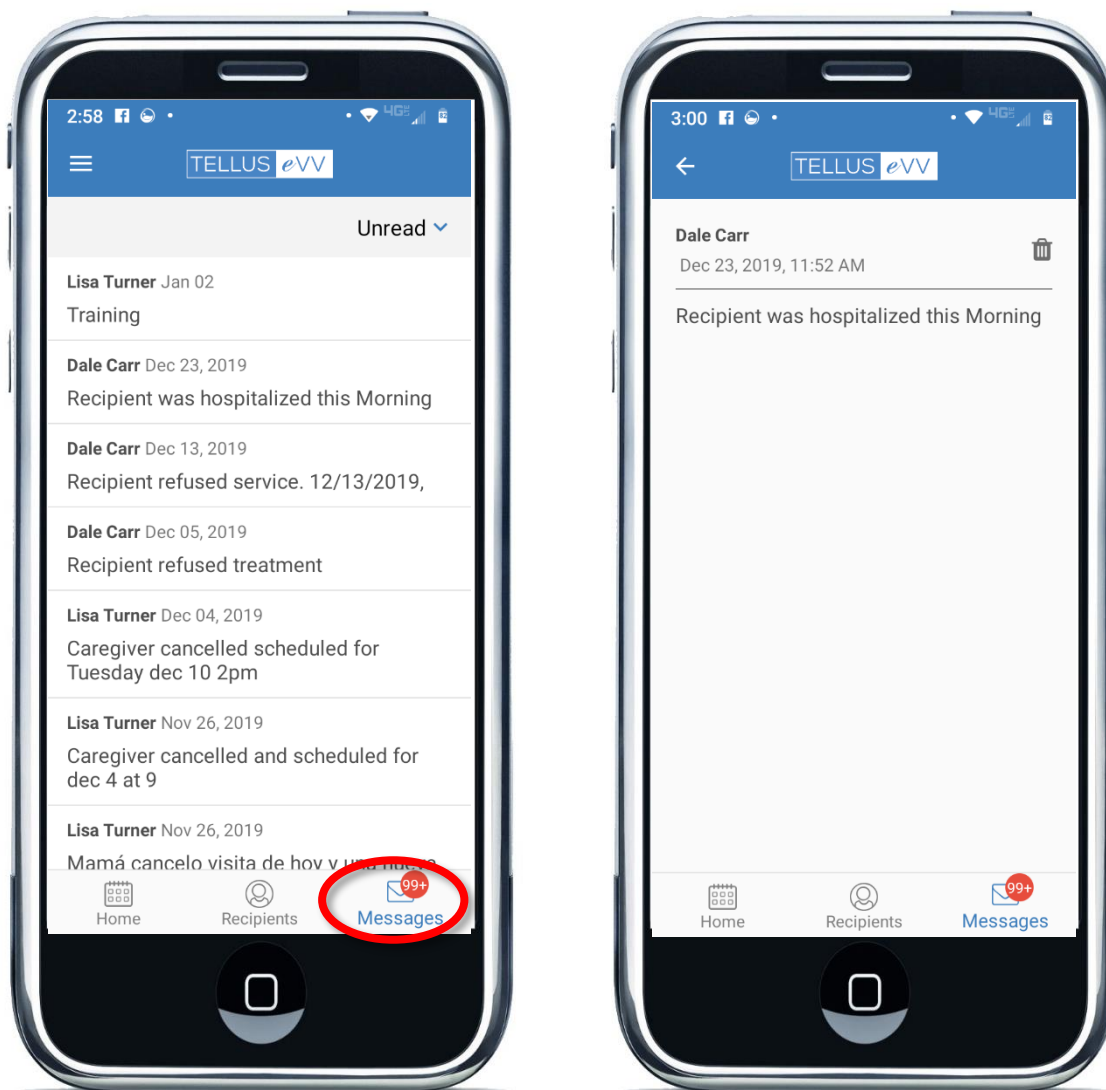 2:58
4G
82
TELLUS eVV
Unread
Lisa Turner Jan 02
Training
Dale Carr Dec 23, 2019
Recipient was hospitalized this Morning
Dale Carr Dec 13, 2019
Recipient refused service. 12/13/2019,
Dale Carr Dec 05, 2019
Recipient refused treatment
Lisa Turner Dec 04, 2019
Caregiver cancelled scheduled for
Tuesday dec 10 2pm
Lisa Turner Nov 26, 2019
Caregiver cancelled and scheduled for
dec 4 at 9
Lisa Turner Nov 26, 2019
Mamá cancelo visita de hoy y una
99+
Home Recipients Messages
3:00
4G
TELLUS eVV
Dale Carr
Dec 23, 2019, 11:52 AM
Recipient was hospitalized this Morning
99+
Home Recipients Messages